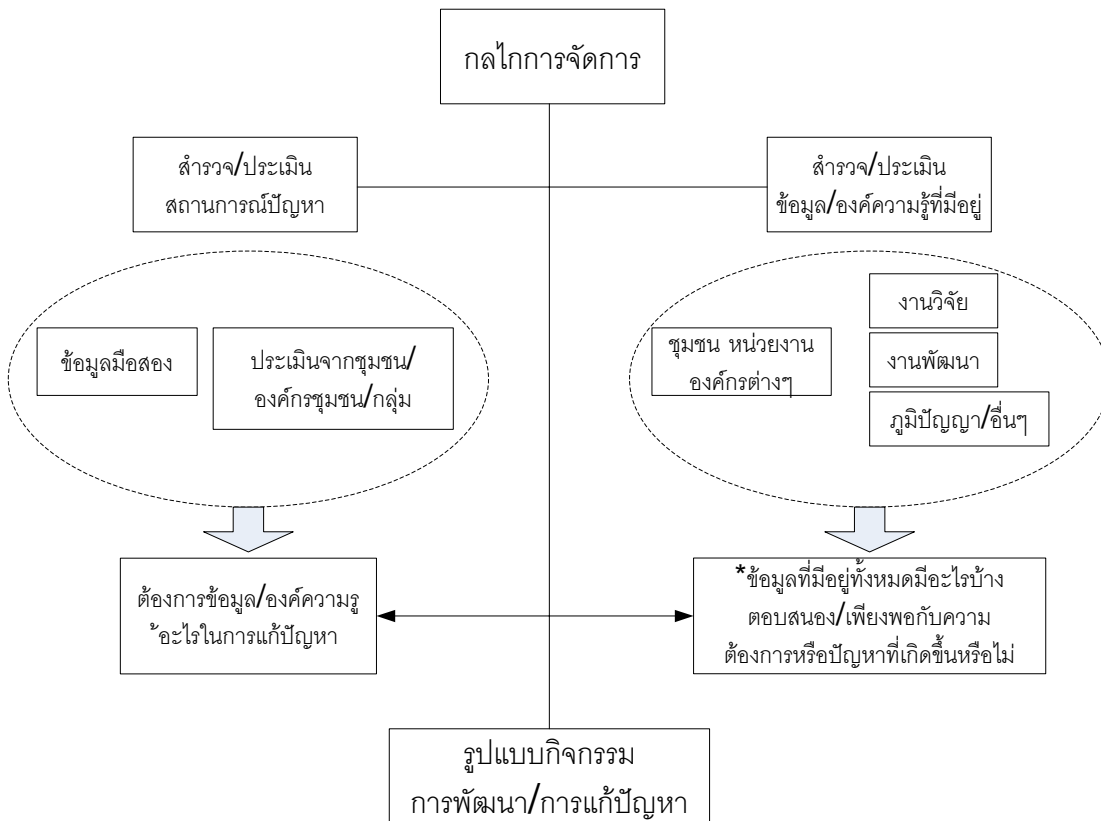 กลไกการจัดการ
สำรวจ/ประเมิน
สถานการณ์ปัญหา
สำรวจ/ประเมิน
ข้อมูล/องค์ความรู้ที่มีอยู่
ข้อมูลมือสอง
ประเมินจากชุมชน/
องค์กรชุมชน/กลุ่ม
ชุมชน หน่วยงาน
องค์กรต่างๆ
งานวิจัย
งานพัฒนา
ภูมิปัญญา/อื่นๆ
ต้องการข้อมูล/องค์ความรู
้อะไรในการแก้ปัญหา
*ข้อมูลที่มีอยู่ทั้งหมดมีอะไรบ้าง
ตอบสนอง/เพียงพอกับความ
ต้องการหรือปัญหาที่เกิดขึ้นหรือไม่
รูปแบบกิจกรรม
การพัฒนา/การแก้ปัญหา